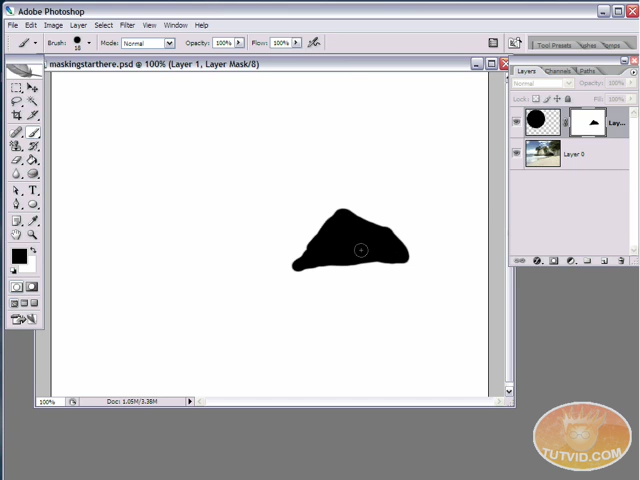 Adobe Photoshop
File Edit Image Layer Select Filter View Window Help
Brush: 18 Mode: Normal Opacity: 100% Flow: 100%
Tool Presets
maskingstarthere.psd @ 100% (Layer 1, Layer Mask/8)
Layers Channels Paths
Normal Opacity: 100%
Lock: Fill: 100%
Lay...
Layer 0
T
100% Doc: 1.05M/3.38M
TUTVID.COM